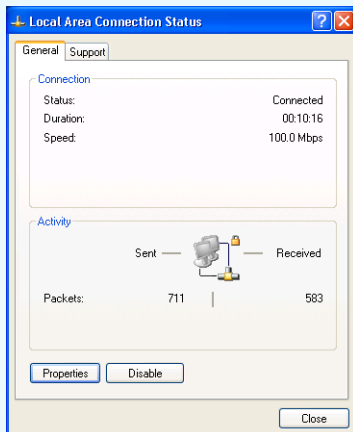 Local Area Connection Status
General Support
Connection
Status: Connected
Duration: 00:10:16
Speed: 100.0 Mbps
Activity
Sent Received
Packets: 711 583
Properties Disable
Close